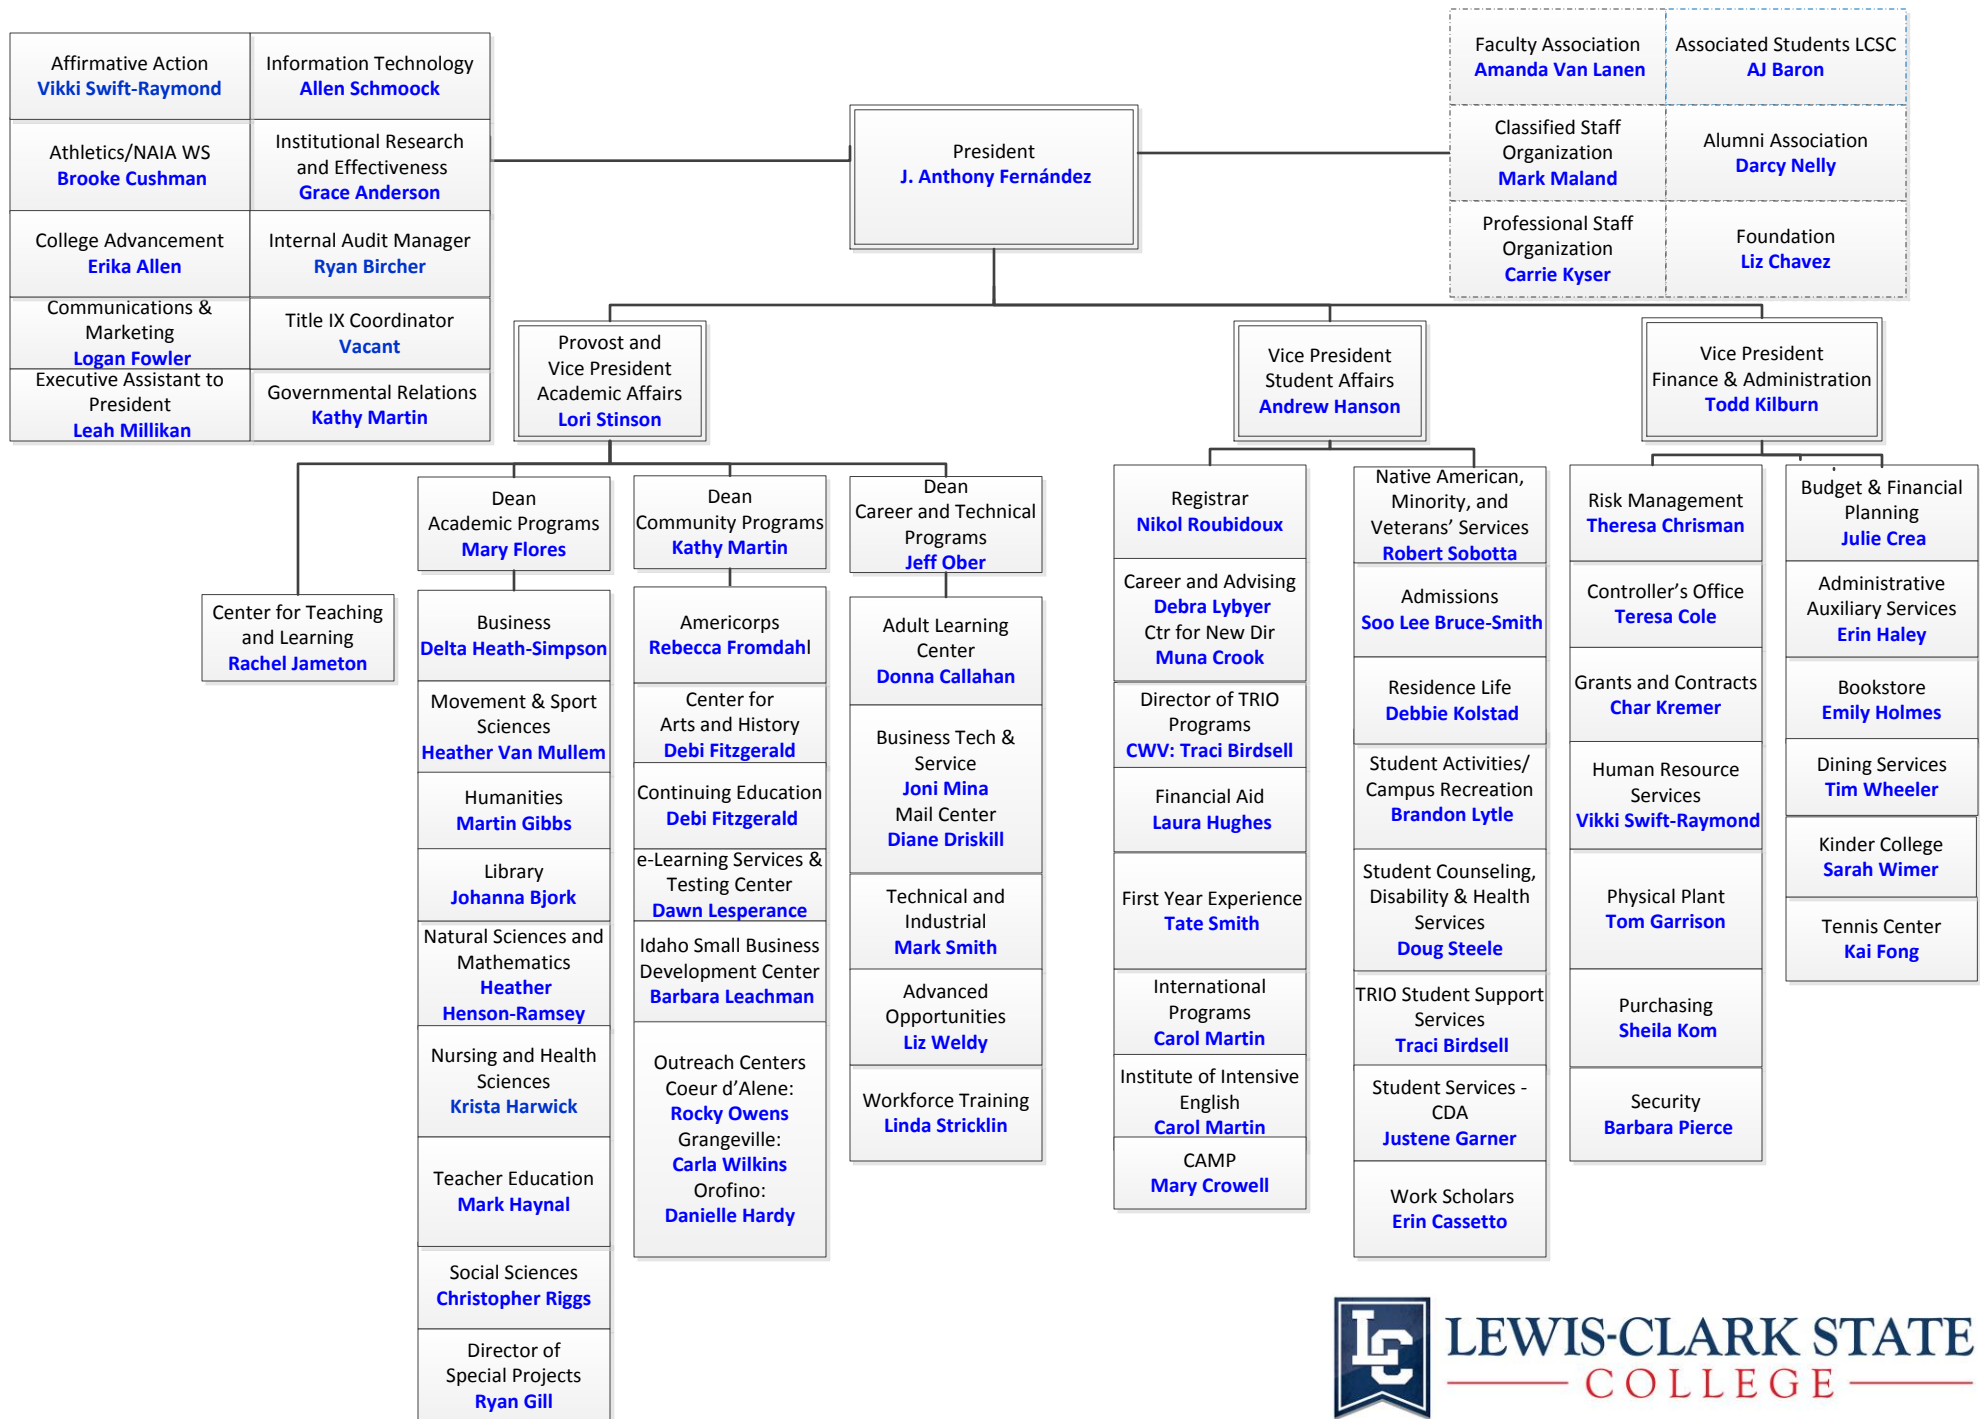 Affirmative Action
Vikki Swift-Raymond
Information Technology
Allen Schmoock
Athletics/NAIA WS
Brooke Cushman
Institutional Research
and Effectiveness
Grace Anderson
College Advancement
Erika Allen
Internal Audit Manager
Ryan Bircher
Communications &
Marketing
Logan Fowler
Title IX Coordinator
Vacant
Executive Assistant to
President
Leah Millikan
Governmental Relations
Kathy Martin
President
J. Anthony Fernández
Faculty Association
Amanda Van Lanen
Associated Students LCSC
AJ Baron
Classified Staff
Organization
Mark Maland
Alumni Association
Darcy Nelly
Professional Staff
Organization
Carrie Kyser
Foundation
Liz Chavez
Provost and
Vice President
Academic Affairs
Lori Stinson
Vice President
Student Affairs
Andrew Hanson
Vice President
Finance & Administration
Todd Kilburn
Center for Teaching
and Learning
Rachel Jameton
Dean
Academic Programs
Mary Flores
Business
Delta Heath-Simpson
Movement & Sport
Sciences
Heather Van Mullem
Humanities
Martin Gibbs
Library
Johanna Bjork
Natural Sciences and
Mathematics
Heather
Henson-Ramsey
Nursing and Health
Sciences
Krista Harwick
Teacher Education
Mark Haynal
Social Sciences
Christopher Riggs
Director of
Special Projects
Ryan Gill
Dean
Community Programs
Kathy Martin
Americorps
Rebecca Fromdahl
Center for
Arts and History
Debi Fitzgerald
Continuing Education
Debi Fitzgerald
e-Learning Services &
Testing Center
Dawn Lesperance
Idaho Small Business
Development Center
Barbara Leachman
Outreach Centers
Coeur d’Alene:
Rocky Owens
Grangeville:
Carla Wilkins
Orofino:
Danielle Hardy
Dean
Career and Technical
Programs
Jeff Ober
Adult Learning
Center
Donna Callahan
Business Tech &
Service
Joni Mina
Mail Center
Diane Driskill
Technical and
Industrial
Mark Smith
Advanced
Opportunities
Liz Weldy
Workforce Training
Linda Stricklin
Registrar
Nikol Roubidoux
Career and Advising
Debra Lybyer
Ctr for New Dir
Muna Crook
Director of TRIO
Programs
CWV: Traci Birdsell
Financial Aid
Laura Hughes
First Year Experience
Tate Smith
International
Programs
Carol Martin
Institute of Intensive
English
Carol Martin
CAMP
Mary Crowell
Native American,
Minority, and
Veterans’ Services
Robert Sobotta
Admissions
Soo Lee Bruce-Smith
Residence Life
Debbie Kolstad
Student Activities/
Campus Recreation
Brandon Lytle
Student Counseling,
Disability & Health
Services
Doug Steele
TRIO Student Support
Services
Traci Birdsell
Student Services -
CDA
Justene Garner
Work Scholars
Erin Cassetto
Risk Management
Theresa Chrisman
Controller’s Office
Teresa Cole
Grants and Contracts
Char Kremer
Human Resource
Services
Vikki Swift-Raymond
Physical Plant
Tom Garrison
Purchasing
Sheila Kom
Security
Barbara Pierce
Budget & Financial
Planning
Julie Crea
Administrative
Auxiliary Services
Erin Haley
Bookstore
Emily Holmes
Dining Services
Tim Wheeler
Kinder College
Sarah Wimer
Tennis Center
Kai Fong
LC
LEWIS-CLARK STATE
COLLEGE